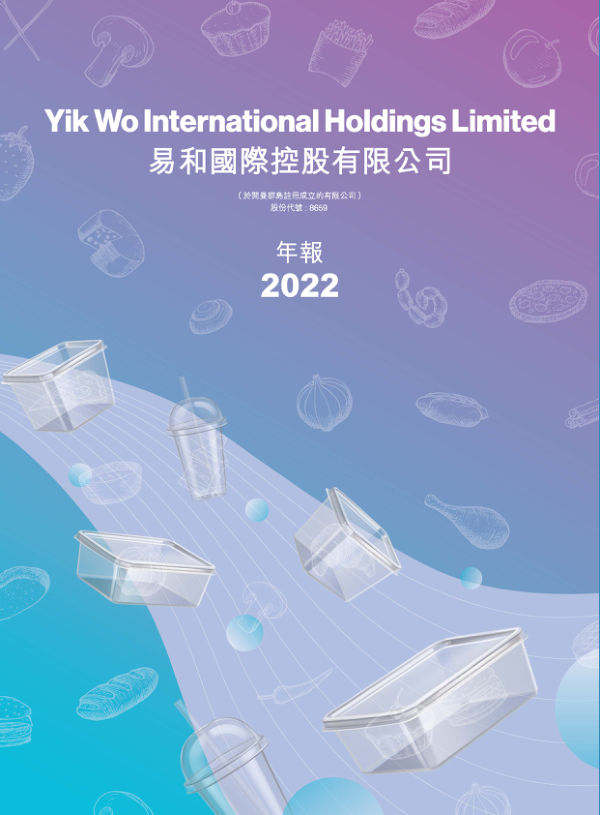 Yik Wo International Holdings Limited
易和國際控股有限公司
（於開曼群島註冊成立的有限公司）
股份代號 : 8659
年報
2022